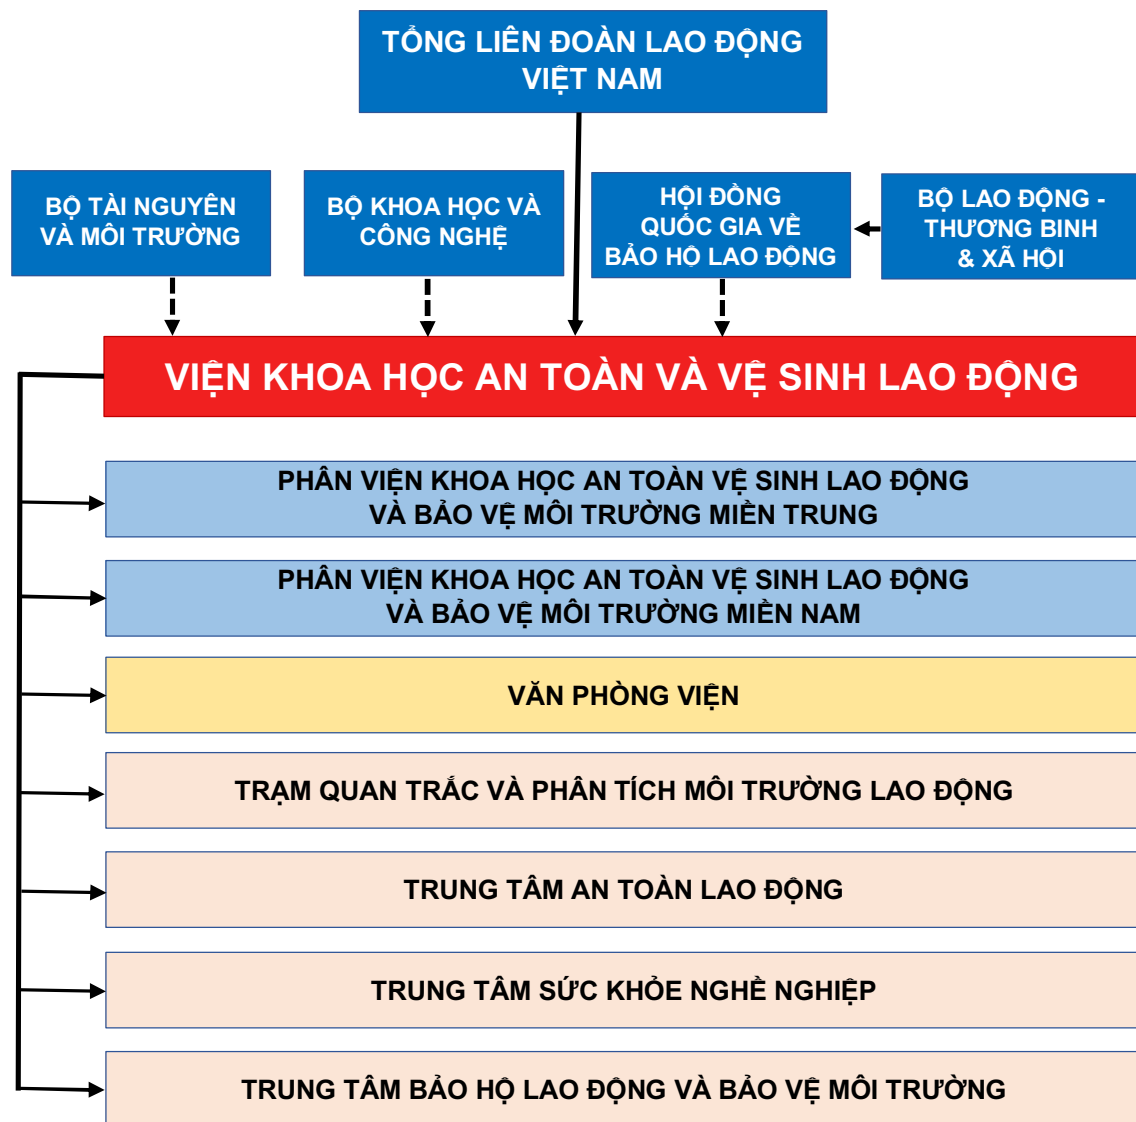 TỔNG LIÊN ĐOÀN LAO ĐỘNG
VIỆT NAM
BỘ TÀI NGUYÊN
VÀ MÔI TRƯỜNG
BỘ KHOA HỌC VÀ
CÔNG NGHỆ
HỘI ĐỒNG
QUỐC GIA VỀ
BẢO HỘ LAO ĐỘNG
BỘ LAO ĐỘNG -
THƯƠNG BINH
& XÃ HỘI
VIỆN KHOA HỌC AN TOÀN VÀ VỆ SINH LAO ĐỘNG
PHÂN VIỆN KHOA HỌC AN TOÀN VỆ SINH LAO ĐỘNG
VÀ BẢO VỆ MÔI TRƯỜNG MIỀN TRUNG
PHÂN VIỆN KHOA HỌC AN TOÀN VỆ SINH LAO ĐỘNG
VÀ BẢO VỆ MÔI TRƯỜNG MIỀN NAM
VĂN PHÒNG VIỆN
TRẠM QUAN TRẮC VÀ PHÂN TÍCH MÔI TRƯỜNG LAO ĐỘNG
TRUNG TÂM AN TOÀN LAO ĐỘNG
TRUNG TÂM SỨC KHỎE NGHỀ NGHIỆP
TRUNG TÂM BẢO HỘ LAO ĐỘNG VÀ BẢO VỆ MÔI TRƯỜNG